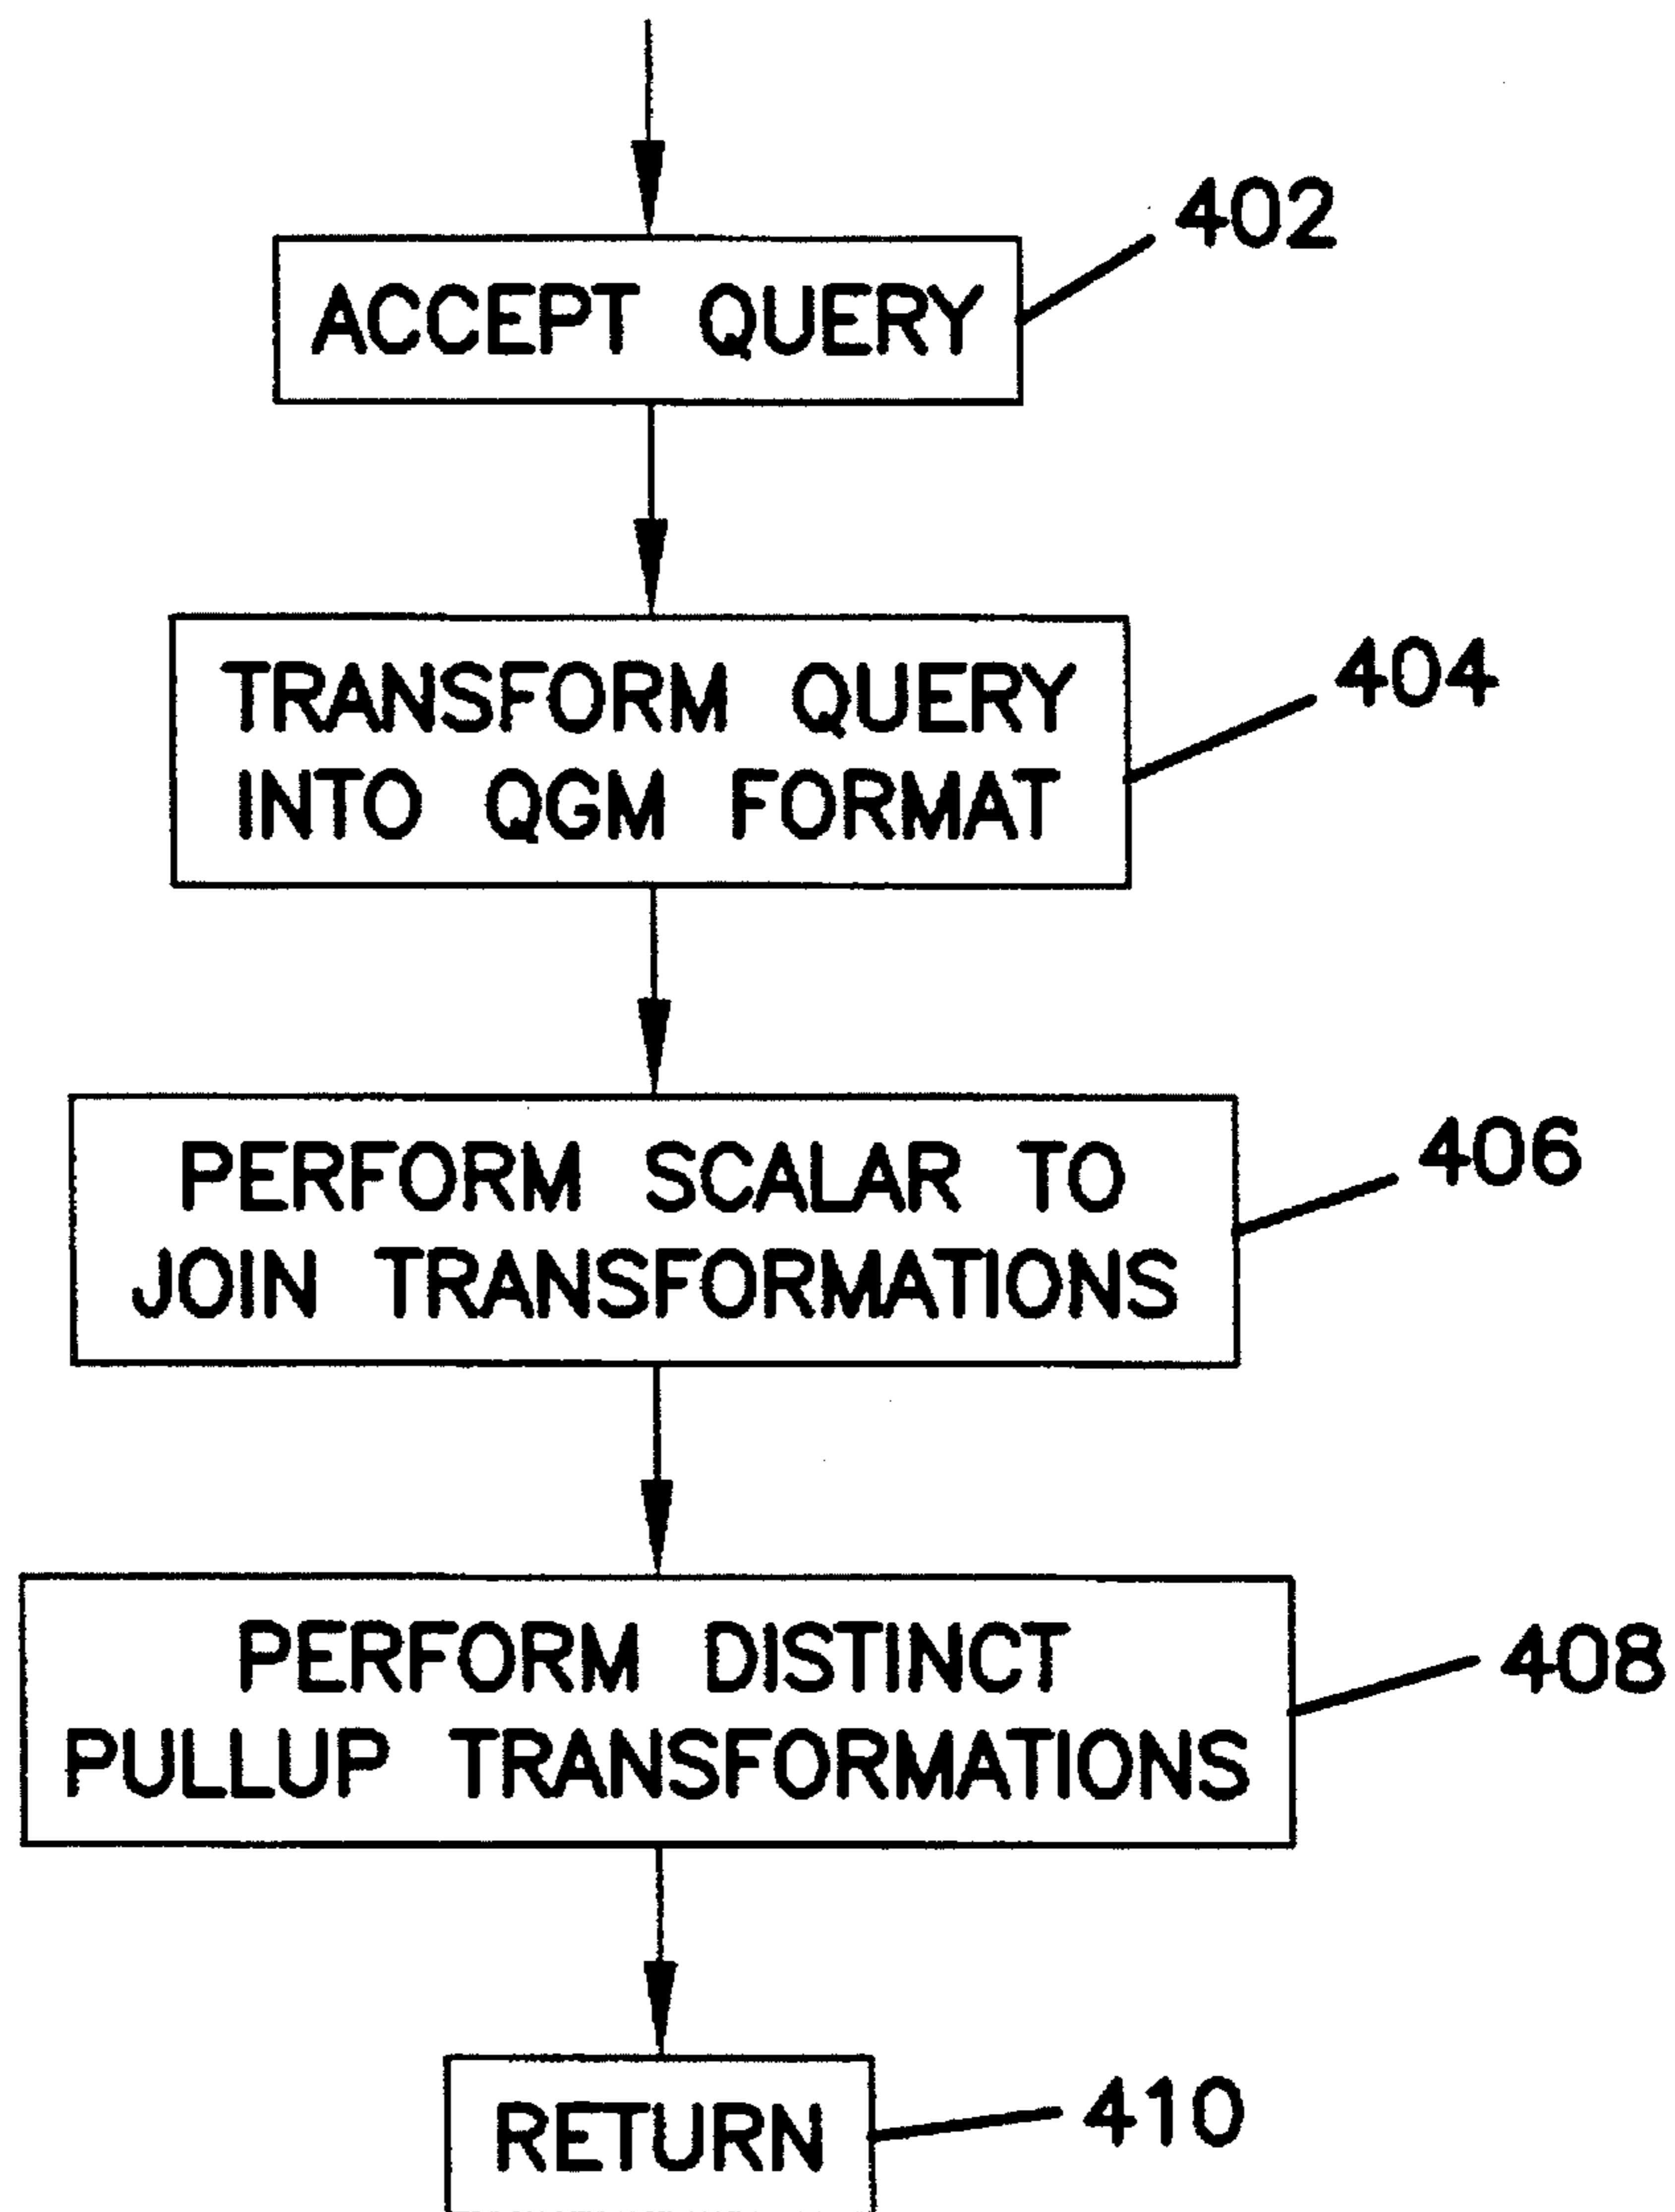 402
ACCEPT QUERY
404
TRANSFORM QUERY
INTO QGM FORMAT
406
PERFORM SCALAR TO
JOIN TRANSFORMATIONS
408
PERFORM DISTINCT
PULLUP TRANSFORMATIONS
410
RETURN